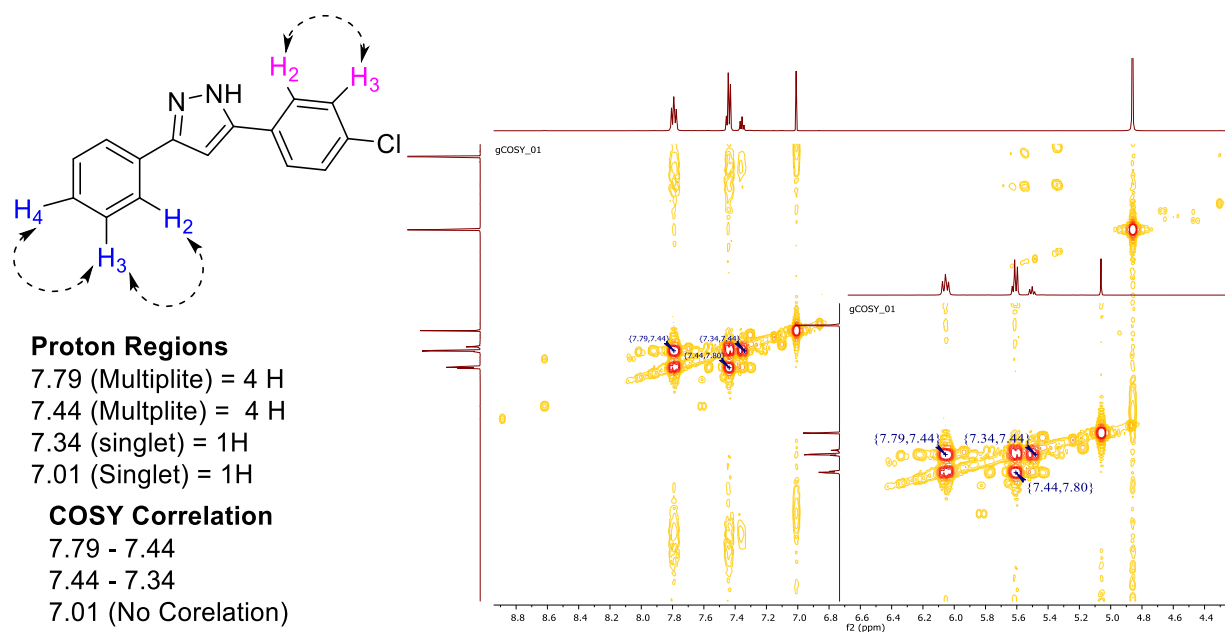 H2
H3
N
NH
Cl
H4
H2
H3
Proton Regions
7.79 (Multiplite) = 4 H
7.44 (Multplite) = 4 H
7.34 (singlet) = 1H
7.01 (Singlet) = 1H
COSY Correlation
7.79 - 7.44
7.44 - 7.34
7.01 (No Corelation)
gCOSY_01
{7.79,7.44}
{7.34,7.44}
{7.44,7.80}
gCOSY_01
{7.79,7.44}
{7.34,7.44}
{7.44,7.80}
8.8 8.6 8.4 8.2 8.0 7.8 7.6 7.4 7.2 7.0 6.8 6.6 6.4 6.2 6.0 5.8 5.6 5.4 5.2 5.0 4.8 4.6 4.4
f2 (ppm)